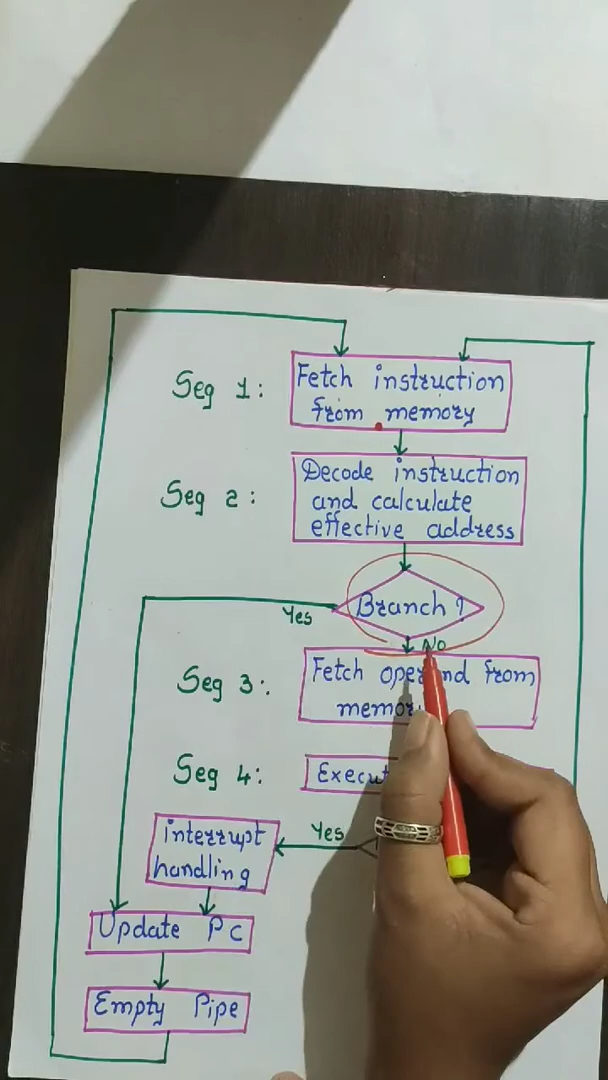 Seg 1:
Fetch instruction
from memory
Seg 2:
Decode instruction
and calculate
effective address
Branch?
Yes
No
Seg 3:
Fetch operand from
Seg 4:
Interrupt
handling
Yes
Update PC
Empty Pipe